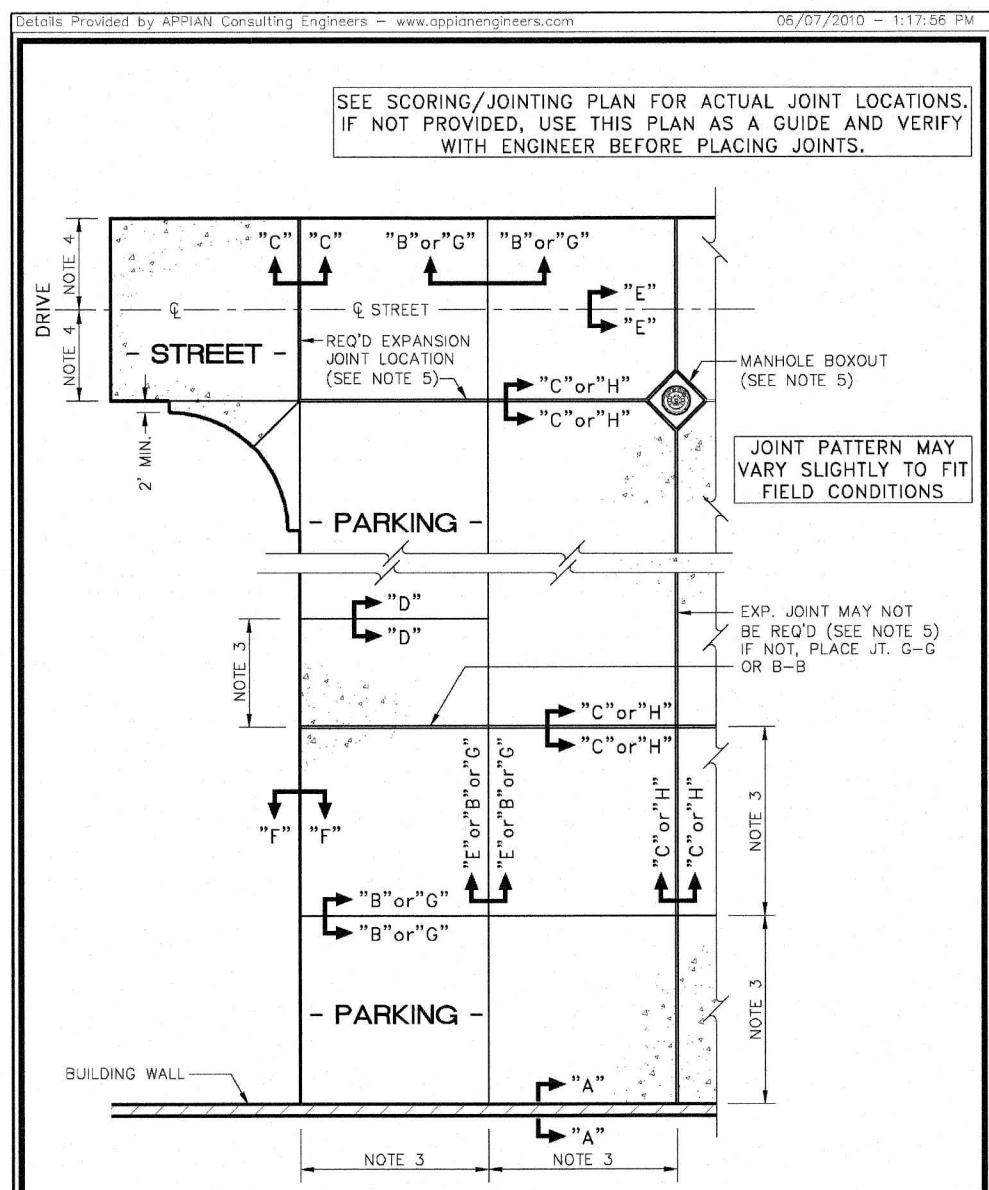 Details Provided by APPIAN Consulting Engineers – www.appianengineers.com 06/07/2010 – 1:17:56 PM
SEE SCORING/JOINTING PLAN FOR ACTUAL JOINT LOCATIONS.
IF NOT PROVIDED, USE THIS PLAN AS A GUIDE AND VERIFY
WITH ENGINEER BEFORE PLACING JOINTS.
DRIVE
NOTE 4
NOTE 4
"C" "C"
"B"or"G" "B"or"G"
"E"
"E"
℄
℄ STREET
- STREET -
REQ'D EXPANSION
JOINT LOCATION
(SEE NOTE 5)
"C"or"H"
"C"or"H"
MANHOLE BOXOUT
(SEE NOTE 5)
2' MIN.
JOINT PATTERN MAY
VARY SLIGHTLY TO FIT
FIELD CONDITIONS
- PARKING -
"D"
"D"
NOTE 3
EXP. JOINT MAY NOT
BE REQ'D (SEE NOTE 5)
IF NOT, PLACE JT. G–G
OR B–B
"C"or"H"
"C"or"H"
"F" "F"
"E"or"B"or"G"
"E"or"B"or"G"
"C"or"H"
"C"or"H"
NOTE 3
"B"or"G"
"B"or"G"
NOTE 3
- PARKING -
BUILDING WALL
"A"
"A"
NOTE 3
NOTE 3